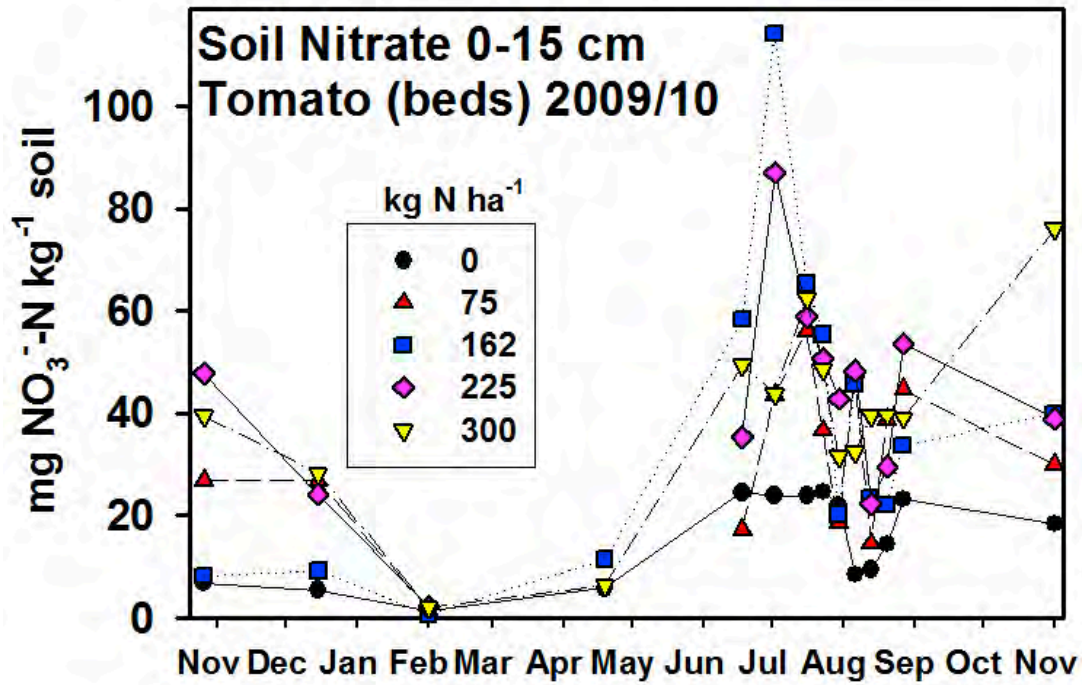 Soil Nitrate 0-15 cm
Tomato (beds) 2009/10
mg NO₃⁻-N kg⁻¹ soil
100
80
60
40
20
0
kg N ha⁻¹
0
75
162
225
300
Nov Dec Jan Feb Mar Apr May Jun Jul Aug Sep Oct Nov